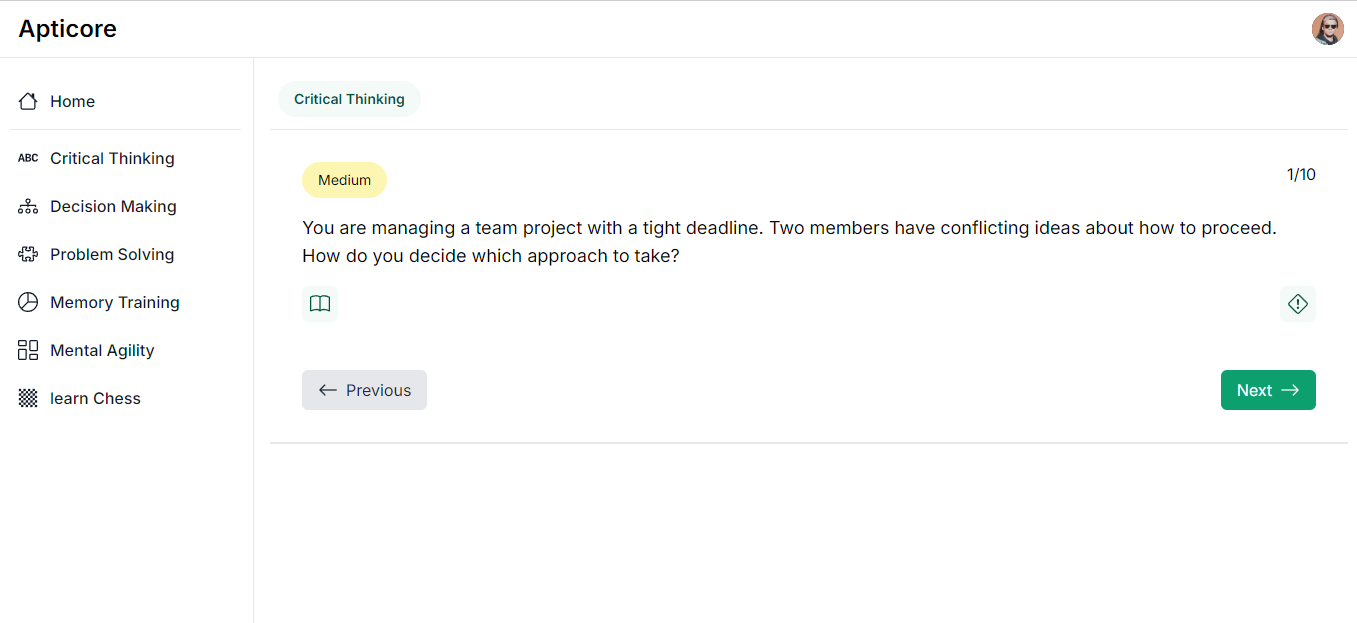 Apticore
Home
ABC Critical Thinking
Decision Making
Problem Solving
Memory Training
Mental Agility
learn Chess
Critical Thinking
Medium
1/10
You are managing a team project with a tight deadline. Two members have conflicting ideas about how to proceed.
How do you decide which approach to take?
Previous
Next